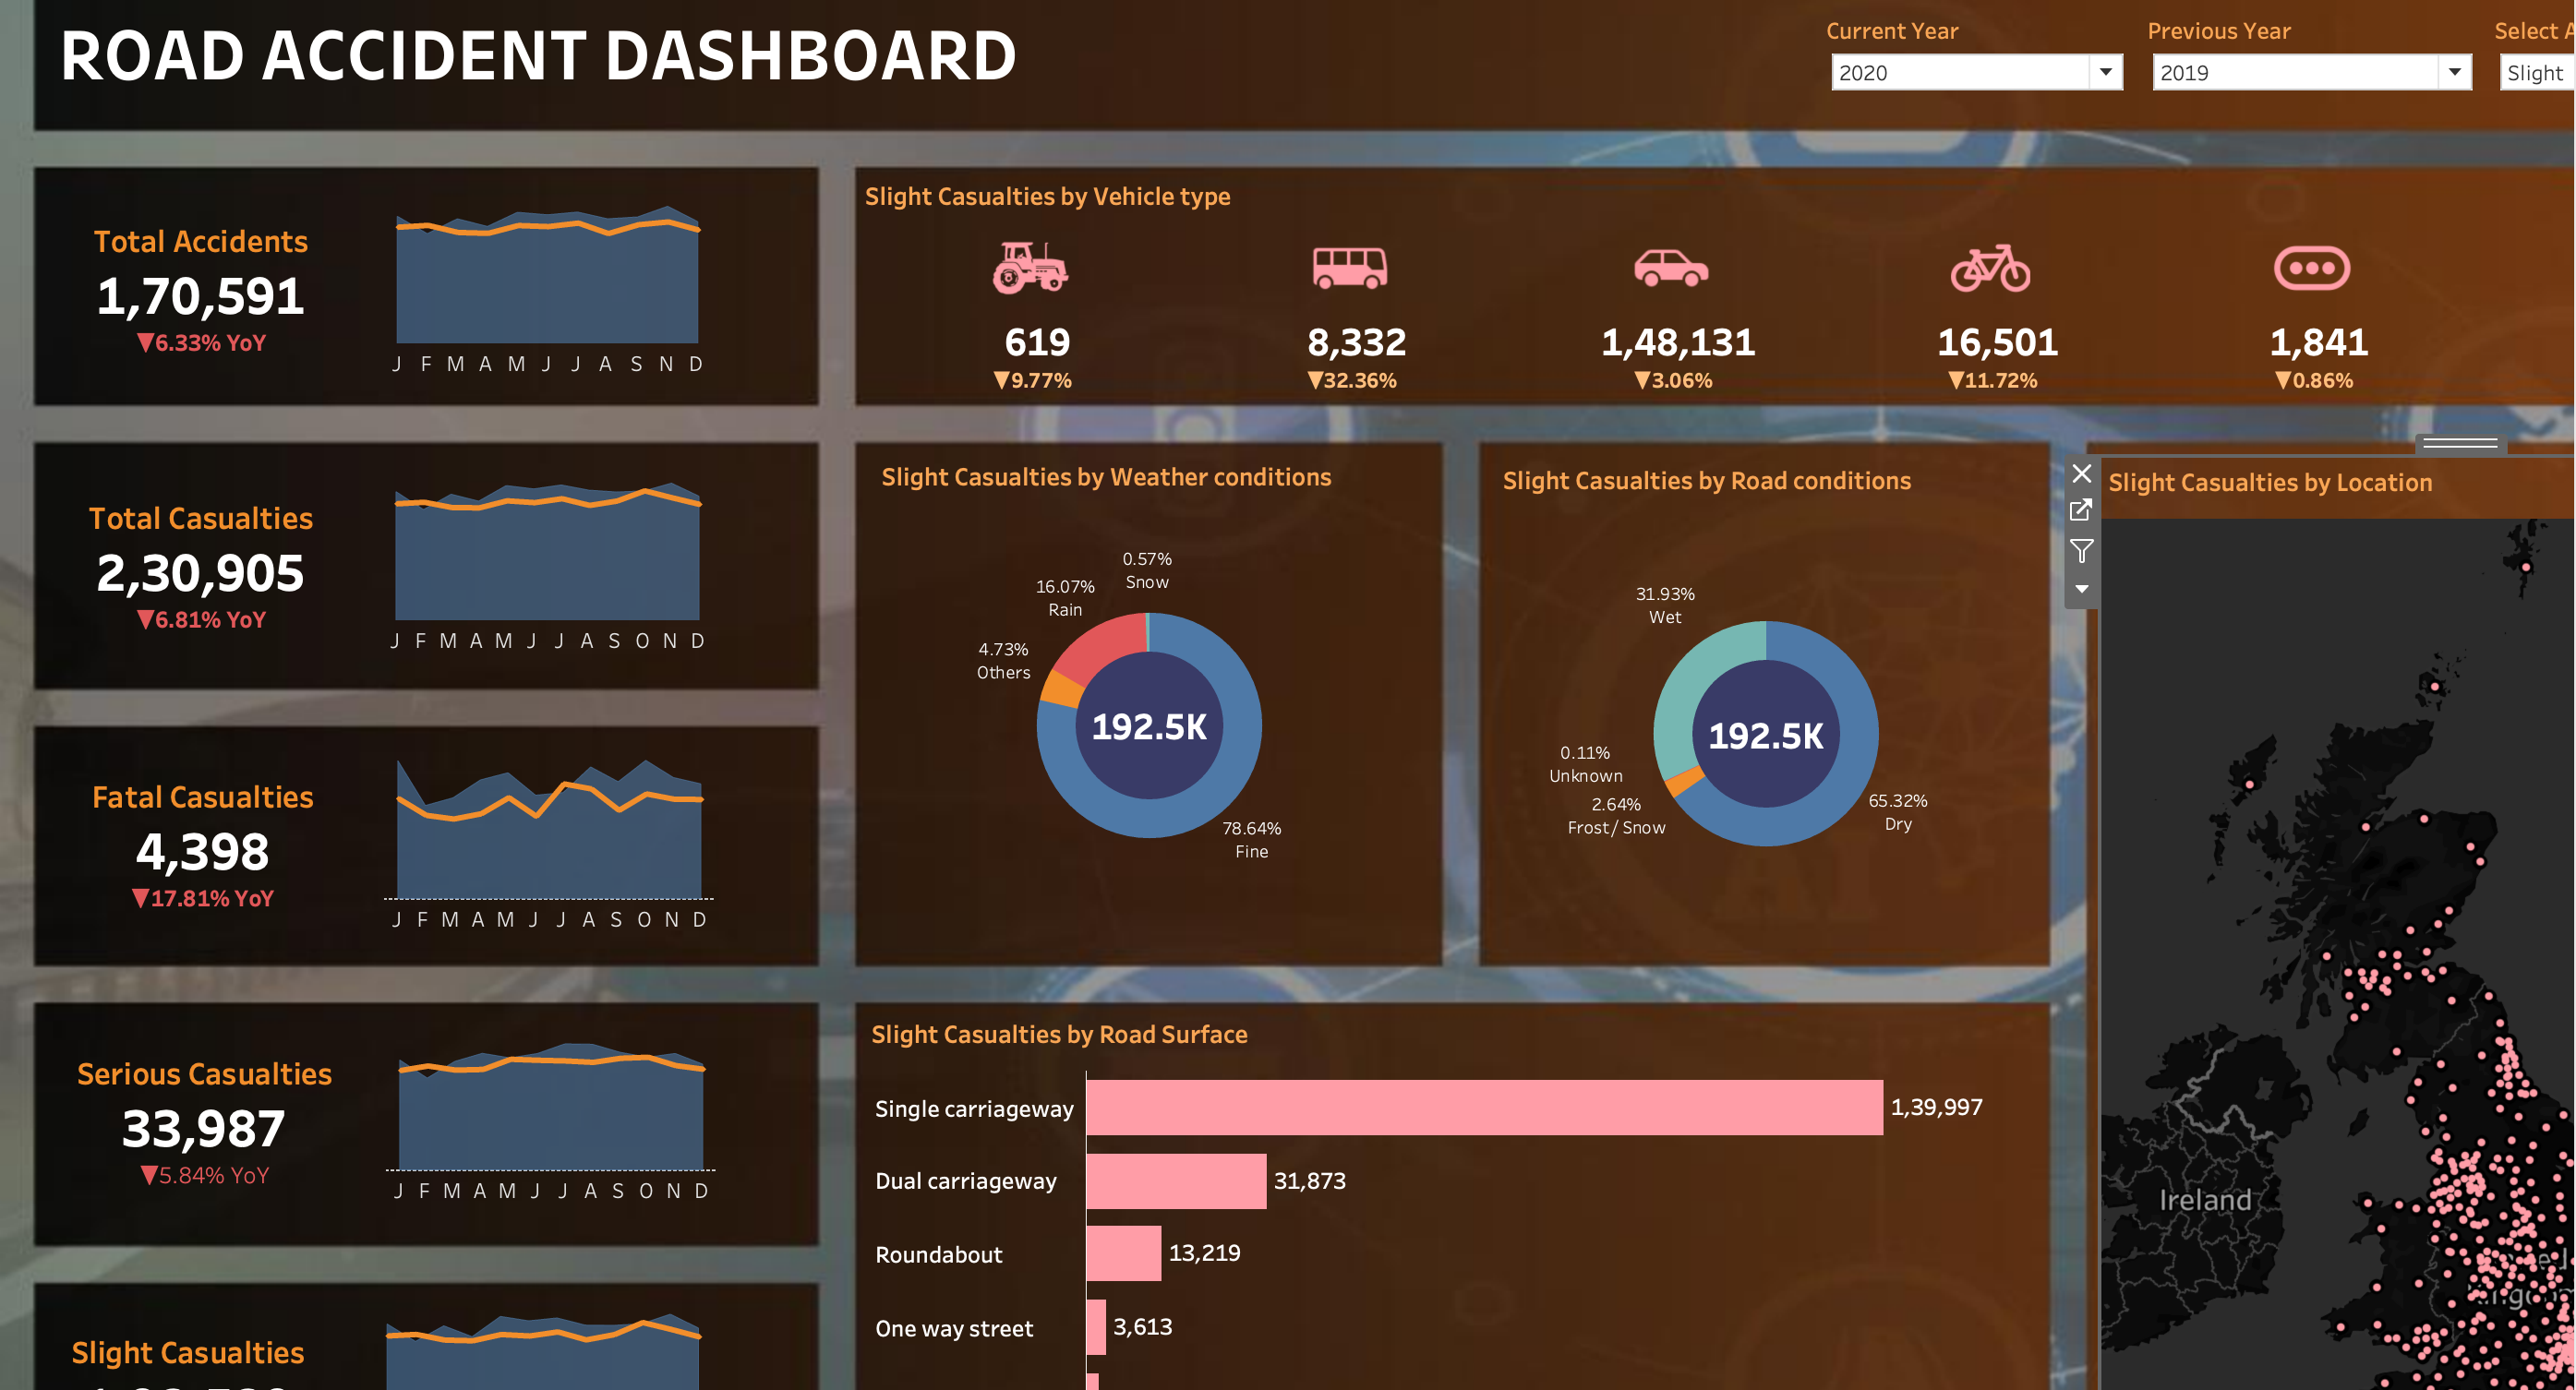 ROAD ACCIDENT DASHBOARD
Current Year
Previous Year
2020
2019
Slight
Total Accidents
1,70,591
▼6.33% YoY
J F M A M J J A S N D
Slight Casualties by Vehicle type
619
8,332
1,48,131
16,501
1,841
▼9.77%
▼32.36%
▼3.06%
▼11.72%
▼0.86%
Total Casualties
2,30,905
▼6.81% YoY
J F M A M J J A S O N D
Fatal Casualties
4,398
▼17.81% YoY
J F M A M J J A S O N D
Serious Casualties
33,987
▼5.84% YoY
J F M A M J J A S O N D
Slight Casualties
Slight Casualties by Weather conditions
0.57%
Snow
16.07%
Rain
4.73%
Others
192.5K
78.64%
Fine
Slight Casualties by Road conditions
31.93%
Wet
192.5K
0.11%
Unknown
2.64%
Frost/ Snow
65.32%
Dry
Slight Casualties by Road Surface
Single carriageway 1,39,997
Dual carriageway 31,873
Roundabout 13,219
One way street 3,613
Slight Casualties by Location
Ireland